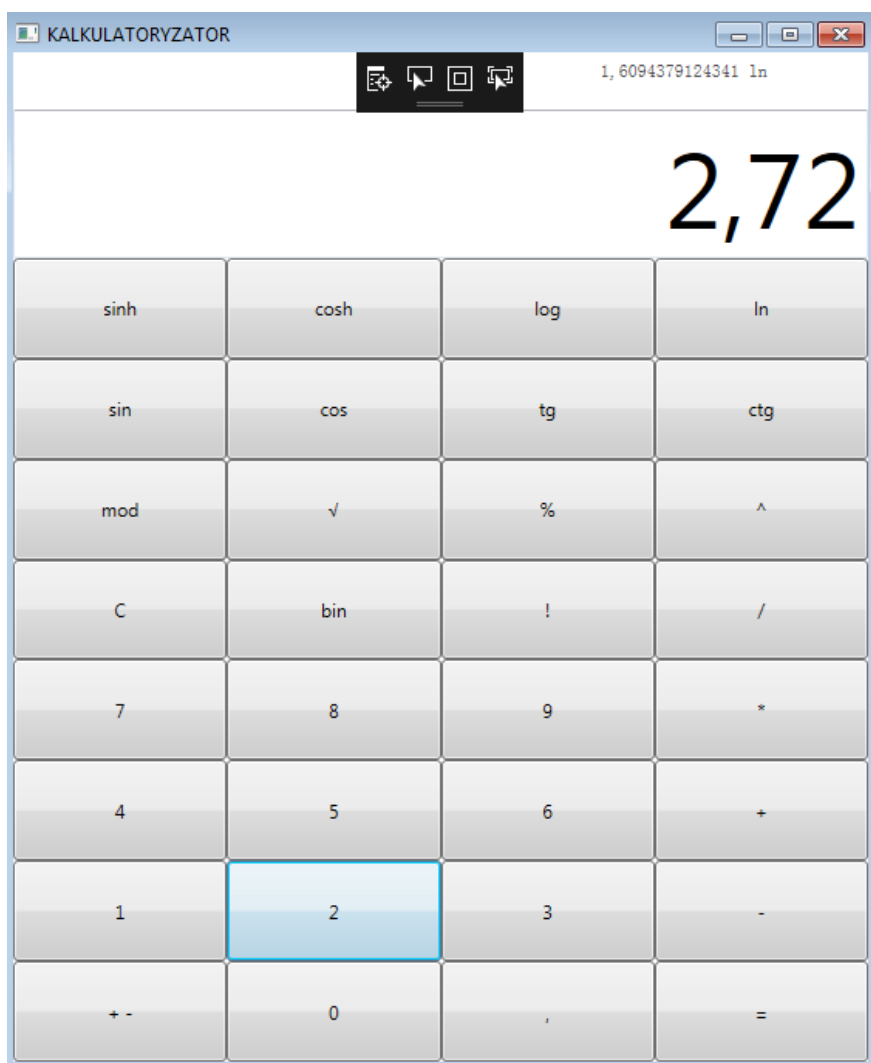 KALKULATORYZATOR
1,6094379124341 ln
2,72
sinh cosh log ln
sin cos tg ctg
mod √ % ^
C bin ! /
7 8 9 *
4 5 6 +
1 2 3 -
+ - 0 , =